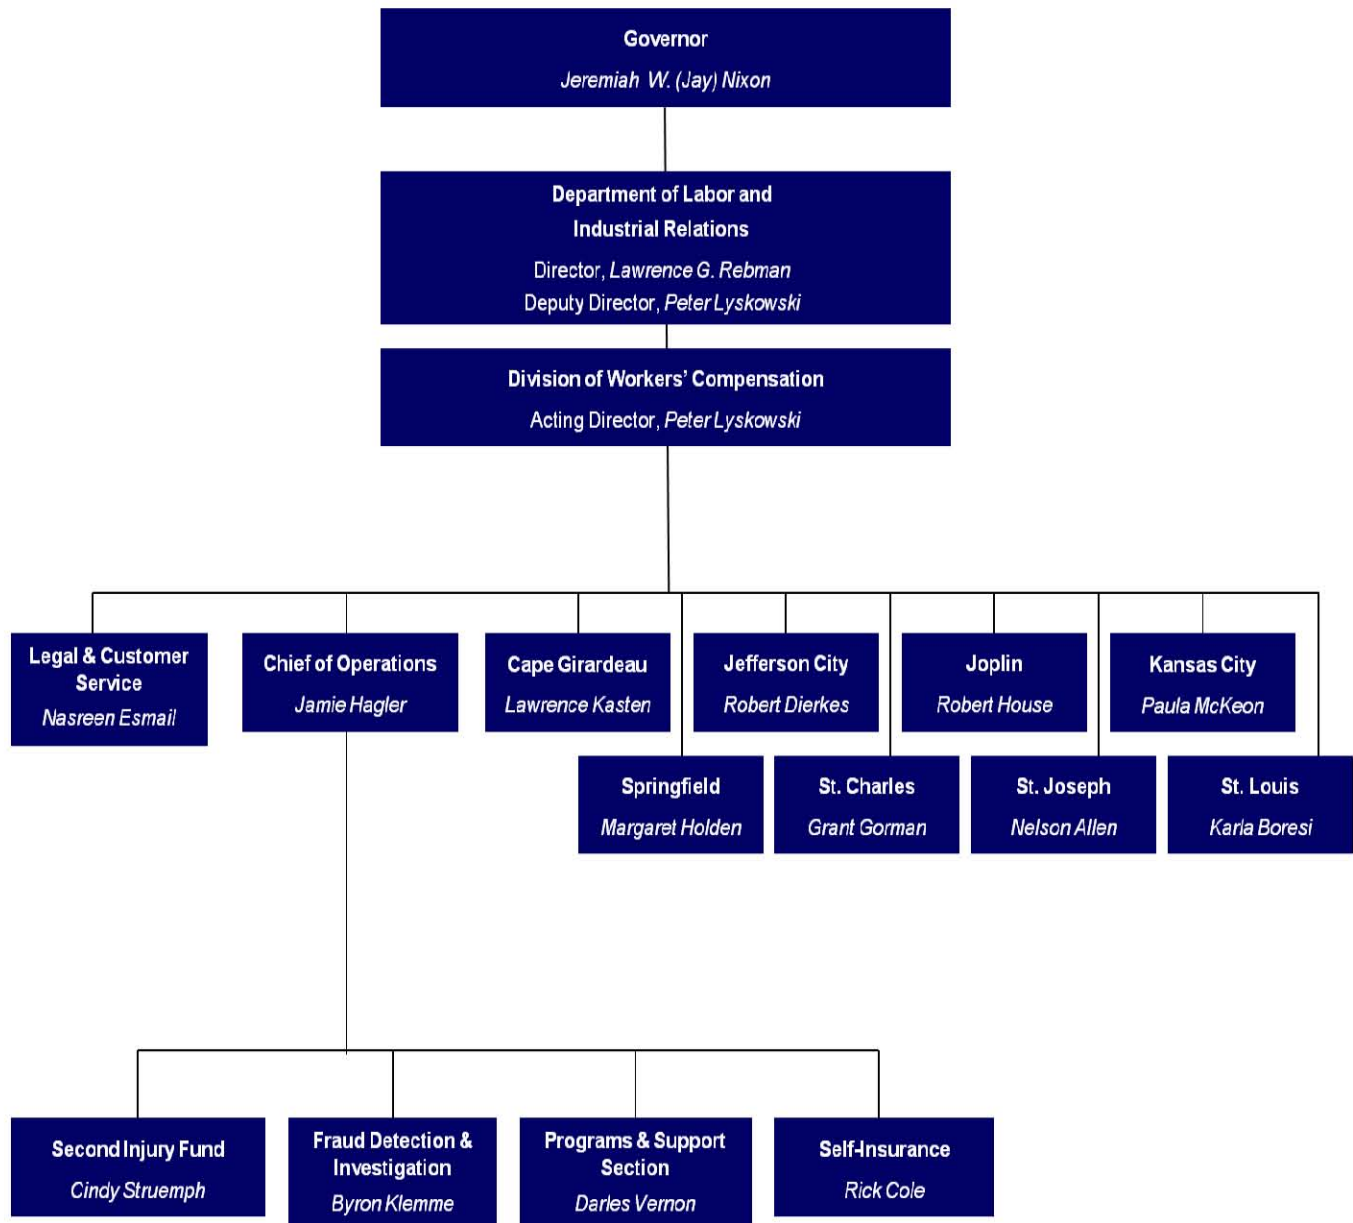 Governor
Jeremiah W. (Jay) Nixon
Department of Labor and
Industrial Relations
Director, Lawrence G. Rebman
Deputy Director, Peter Lyskowski
Division of Workers’ Compensation
Acting Director, Peter Lyskowski
Legal & Customer
Service
Nasreen Esmail
Chief of Operations
Jamie Hagler
Cape Girardeau
Lawrence Kasten
Jefferson City
Robert Dierkes
Joplin
Robert House
Kansas City
Paula McKeon
Springfield
Margaret Holden
St. Charles
Grant Gorman
St. Joseph
Nelson Allen
St. Louis
Karla Boresi
Second Injury Fund
Cindy Struemph
Fraud Detection &
Investigation
Byron Klemme
Programs & Support
Section
Darles Vernon
Self-Insurance
Rick Cole